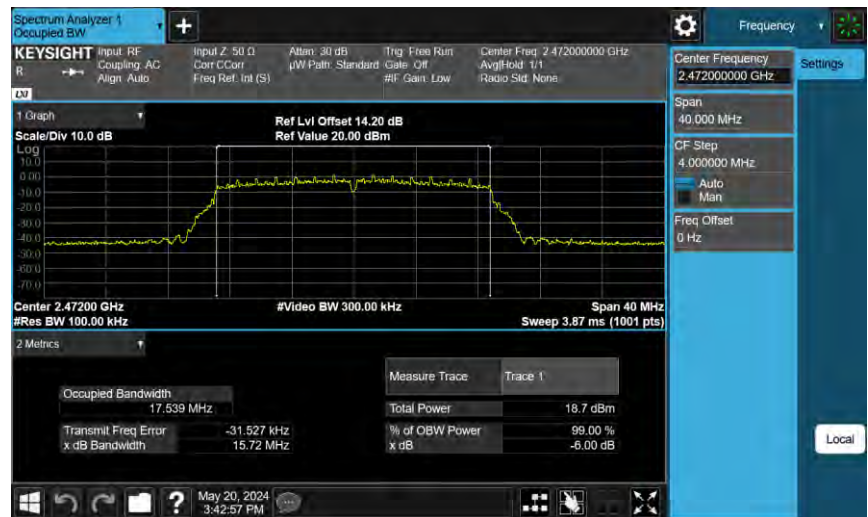 Spectrum Analyzer 1
Occupied BW
Frequency
KEYSIGHT Input: RF Input Z: 50 Ω Atten: 30 dB Trig: Free Run Center Freq: 2.472000000 GHz
R Coupling: AC Corr CCorr µW Path: Standard Gate: Off Avg|Hold: 1/1
Align: Auto Freq Ref: Int (S) #IF Gain: Low Radio Std: None
LXI
Center Frequency
2.472000000 GHz
Settings
Span
40.000 MHz
CF Step
4.000000 MHz
Auto
Man
Freq Offset
0 Hz
1 Graph
Ref Lvl Offset 14.20 dB
Scale/Div 10.0 dB Ref Value 20.00 dBm
Log
10.0
0.00
-10.0
-20.0
-30.0
-40.0
-50.0
-60.0
-70.0
Center 2.47200 GHz #Video BW 300.00 kHz Span 40 MHz
#Res BW 100.00 kHz Sweep 3.87 ms (1001 pts)
2 Metrics
Measure Trace Trace 1
Occupied Bandwidth
17.539 MHz Total Power 18.7 dBm
Transmit Freq Error -31.527 kHz % of OBW Power 99.00 %
x dB Bandwidth 15.72 MHz x dB -6.00 dB
Local
? May 20, 2024
3:42:57 PM